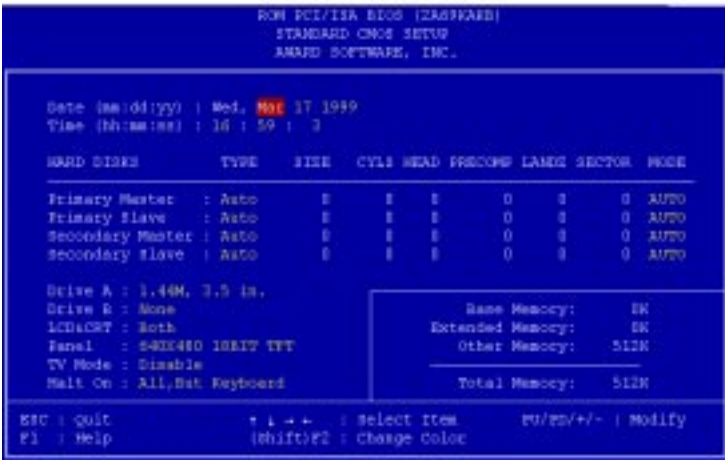 ROM PCI/ISA BIOS (2A69KAKB)
STANDARD CMOS SETUP
AWARD SOFTWARE, INC.
Date (mm:dd:yy) : Wed, Mar 17 1999
Time (hh:mm:ss) : 16 : 59 : 3
HARD DISKS TYPE SIZE CYLS HEAD PRECOMP LANDZ SECTOR MODE
Primary Master : Auto 0 0 0 0 0 0 AUTO
Primary Slave : Auto 0 0 0 0 0 0 AUTO
Secondary Master : Auto 0 0 0 0 0 0 AUTO
Secondary Slave : Auto 0 0 0 0 0 0 AUTO
Drive A : 1.44M, 3.5 in.
Drive B : None
LCD&CRT : Both
Panel : 640X480 18BIT TFT
TV Mode : Disable
Halt On : All,But Keyboard
Base Memory: 0K
Extended Memory: 0K
Other Memory: 512K
Total Memory: 512K
ESC : Quit ↑ ↓ → ← : Select Item PU/PD/+/- : Modify
F1 : Help (Shift)F2 : Change Color